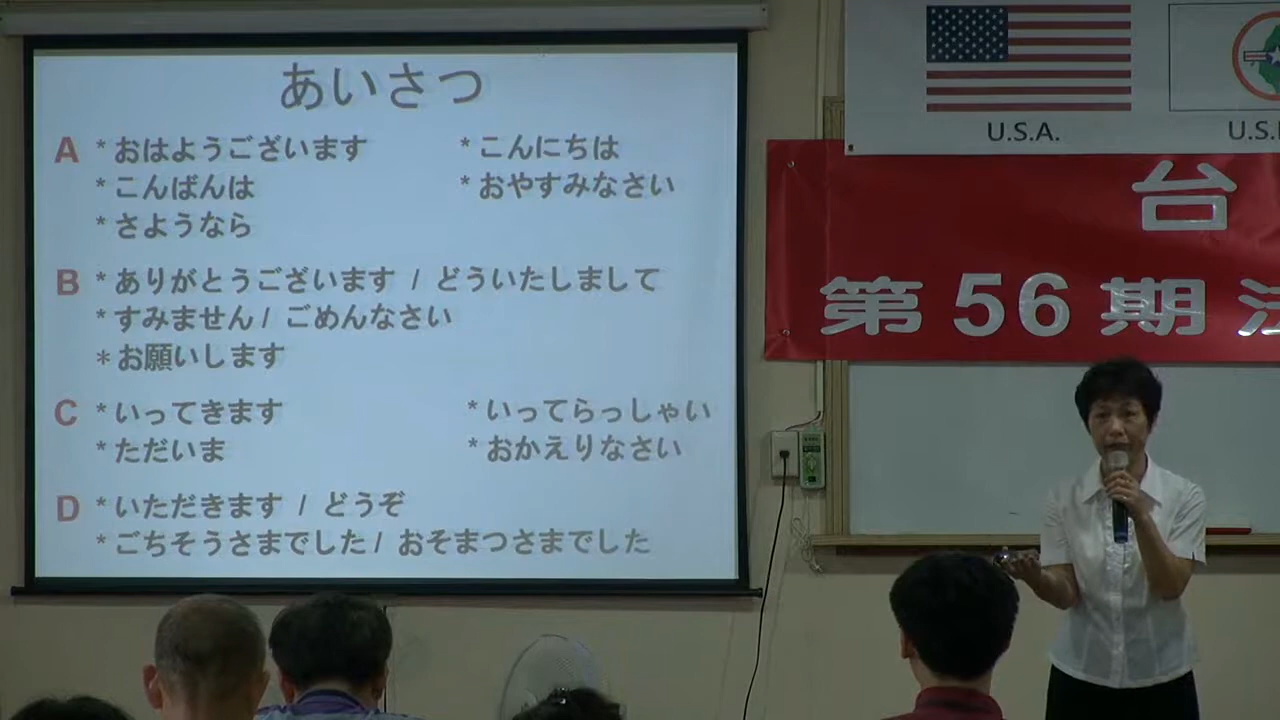 あいさつ
A *おはようございます *こんにちは
*こんばんは *おやすみなさい
*さようなら
B *ありがとうございます / どういたしまして
*すみません / ごめんなさい
*お願いします
C *いってきます *いってらっしゃい
*ただいま *おかえりなさい
D *いただきます / どうぞ
*ごちそうさまでした / おそまつさまでした
U.S.A.
台
第56期